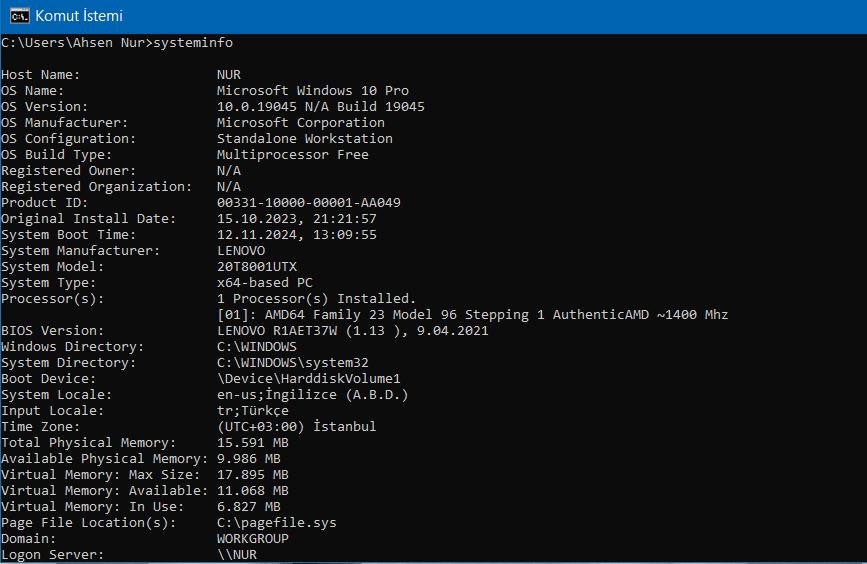 Komut İstemi
C:\Users\Ahsen Nur>systeminfo
Host Name:                 NUR
OS Name:                   Microsoft Windows 10 Pro
OS Version:                10.0.19045 N/A Build 19045
OS Manufacturer:           Microsoft Corporation
OS Configuration:          Standalone Workstation
OS Build Type:             Multiprocessor Free
Registered Owner:          N/A
Registered Organization:   N/A
Product ID:                00331-10000-00001-AA049
Original Install Date:     15.10.2023, 21:21:57
System Boot Time:          12.11.2024, 13:09:55
System Manufacturer:       LENOVO
System Model:              20T8001UTX
System Type:               x64-based PC
Processor(s):              1 Processor(s) Installed.
                           [01]: AMD64 Family 23 Model 96 Stepping 1 AuthenticAMD ~1400 Mhz
BIOS Version:              LENOVO R1AET37W (1.13 ), 9.04.2021
Windows Directory:         C:\WINDOWS
System Directory:          C:\WINDOWS\system32
Boot Device:               \Device\HarddiskVolume1
System Locale:             en-us;İngilizce (A.B.D.)
Input Locale:              tr;Türkçe
Time Zone:                 (UTC+03:00) İstanbul
Total Physical Memory:     15.591 MB
Available Physical Memory: 9.986 MB
Virtual Memory: Max Size:  17.895 MB
Virtual Memory: Available: 11.068 MB
Virtual Memory: In Use:    6.827 MB
Page File Location(s):     C:\pagefile.sys
Domain:                    WORKGROUP
Logon Server:              \\NUR